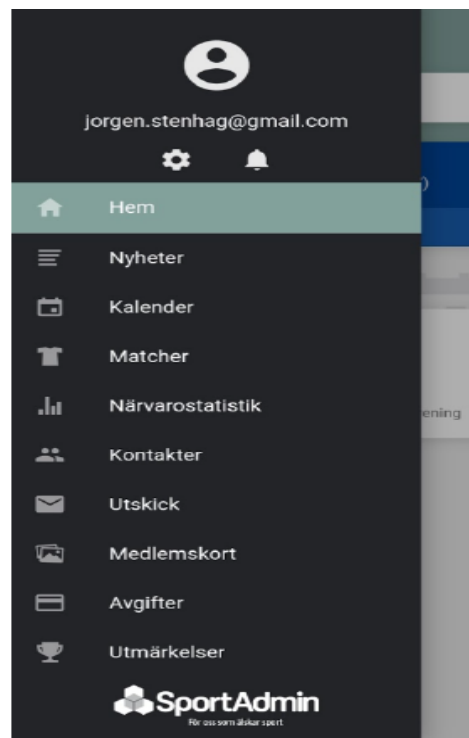 jorgen.stenhag@gmail.com
Hem
Nyheter
Kalender
Matcher
Närvarostatistik
ening
Kontakter
Utskick
Medlemskort
Avgifter
Utmärkelser
SportAdmin
För oss som älskar sport